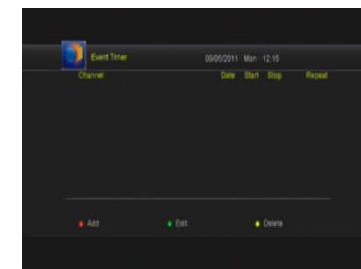 Event Timer 09/05/2011 Mon 12:15
Channel Date Start Stop Repeat
Add Edit Delete